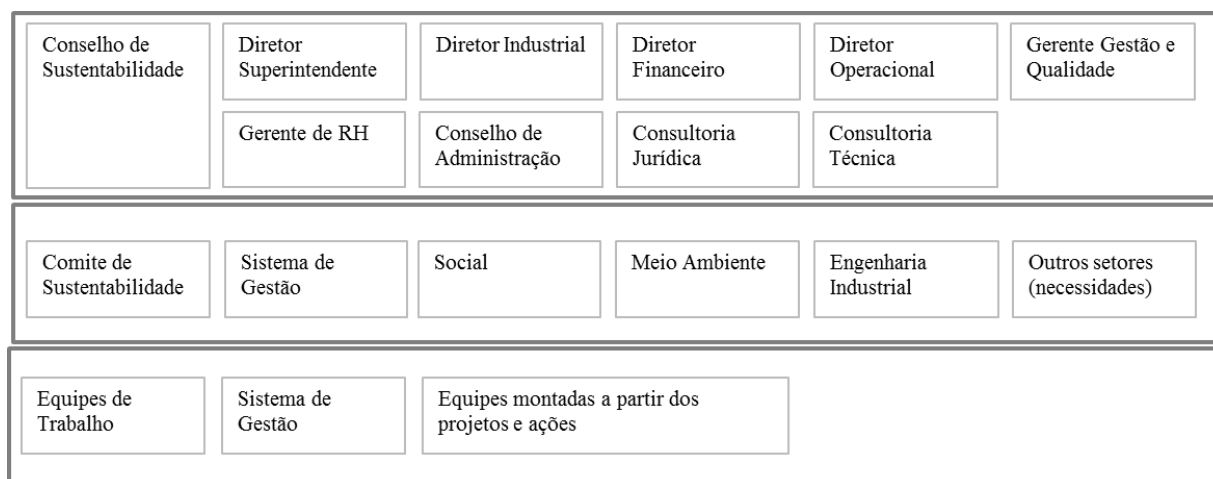 Conselho de
Sustentabilidade
Diretor
Superintendente
Diretor Industrial
Diretor
Financeiro
Diretor
Operacional
Gerente Gestão e
Qualidade
Gerente de RH
Conselho de
Administração
Consultoria
Jurídica
Consultoria
Técnica
Comite de
Sustentabilidade
Sistema de
Gestão
Social
Meio Ambiente
Engenharia
Industrial
Outros setores
(necessidades)
Equipes de
Trabalho
Sistema de
Gestão
Equipes montadas a partir dos
projetos e ações